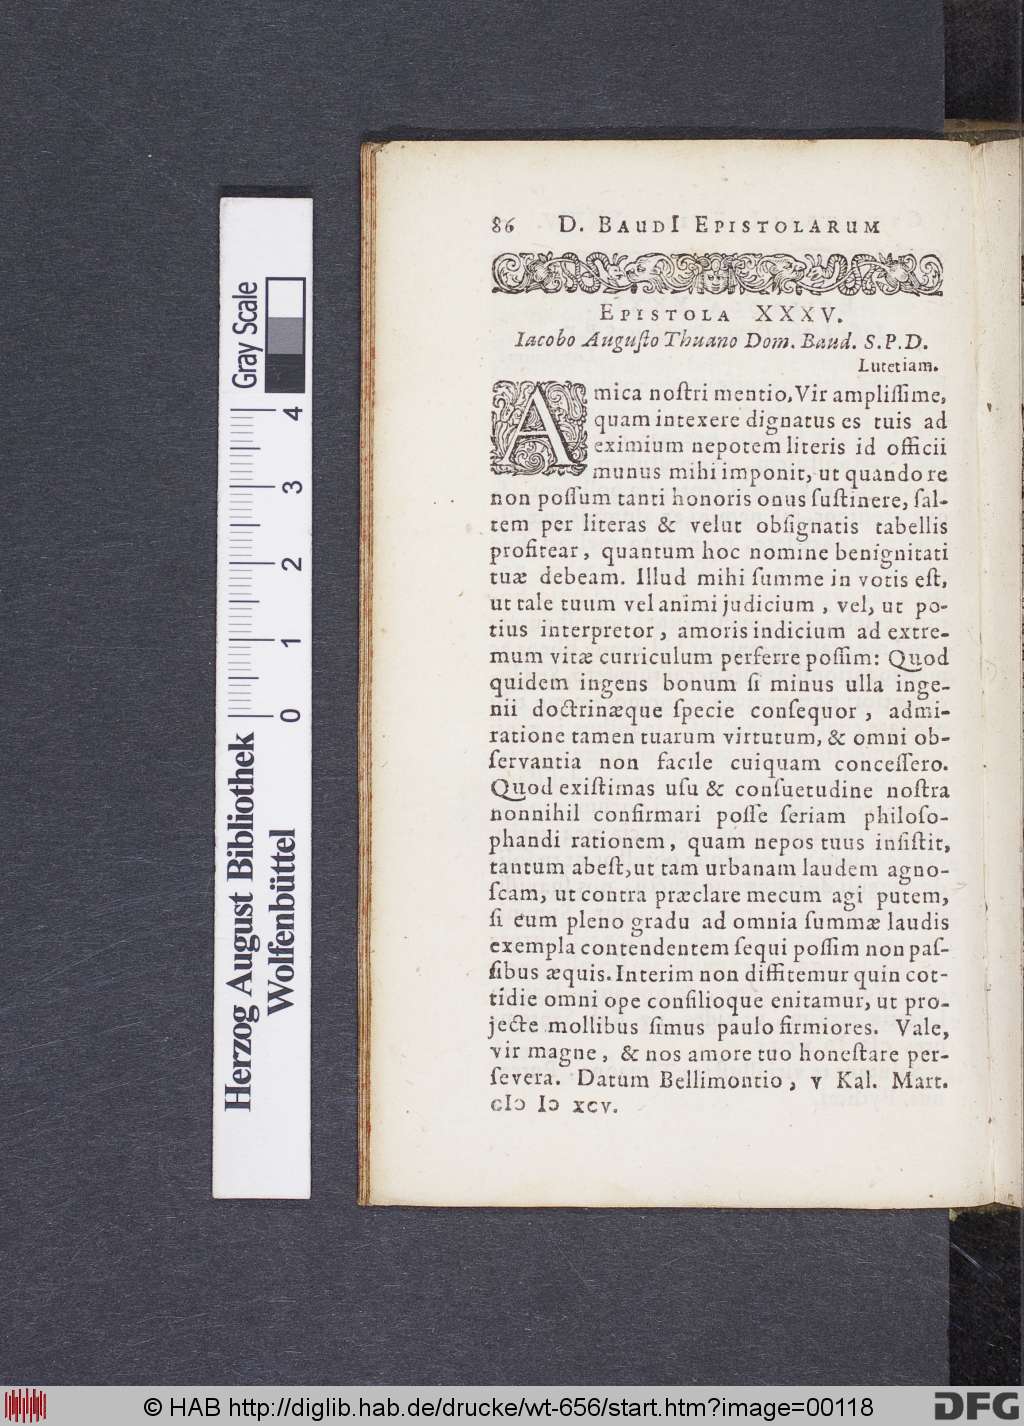 86 D. BAUDI EPISTOLARUM
EPISTOLA XXXV.
Iacobo Auguſto Thuano Dom. Baud. S.P.D.
Lutetiam.
Amica noſtri mentio, Vir ampliſſime,
quam intexere dignatus es tuis ad
eximium nepotem literis id officii
munus mihi imponit, ut quando re
non poſſum tanti honoris onus ſuſtinere, ſal-
tem per literas & velut obſignatis tabellis
profitear, quantum hoc nomine benignitati
tuæ debeam. Illud mihi ſumme in votis eſt,
ut tale tuum vel animi judicium, vel, ut po-
tius interpretor, amoris indicium ad extre-
mum vitæ curriculum perferre poſſim: Quod
quidem ingens bonum ſi minus ulla inge-
nii doctrinæque ſpecie conſequor, admi-
ratione tamen tuarum virtutum, & omni ob-
ſervantia non facile cuiquam conceſſero.
Quod exiſtimas uſu & conſuetudine noſtra
nonnihil confirmari poſſe ſeriam philoſo-
phandi rationem, quam nepos tuus inſiſtit,
tantum abeſt, ut tam urbanam laudem agno-
ſcam, ut contra præclare mecum agi putem,
ſi eum pleno gradu ad omnia ſummæ laudis
exempla contendentem ſequi poſſim non paſ-
ſibus æquis. Interim non diffitemur quin cot-
tidie omni ope conſilioque enitamur, ut pro-
jecte mollibus ſimus paulo firmiores. Vale,
vir magne, & nos amore tuo honeſtare per-
ſevera. Datum Bellimontio, v Kal. Mart.
cIↄ Iↄ xcv.
Herzog August Bibliothek
Wolfenbüttel
0 1 2 3 4
Gray Scale
© HAB http://diglib.hab.de/drucke/wt-656/start.htm?image=00118
DFG